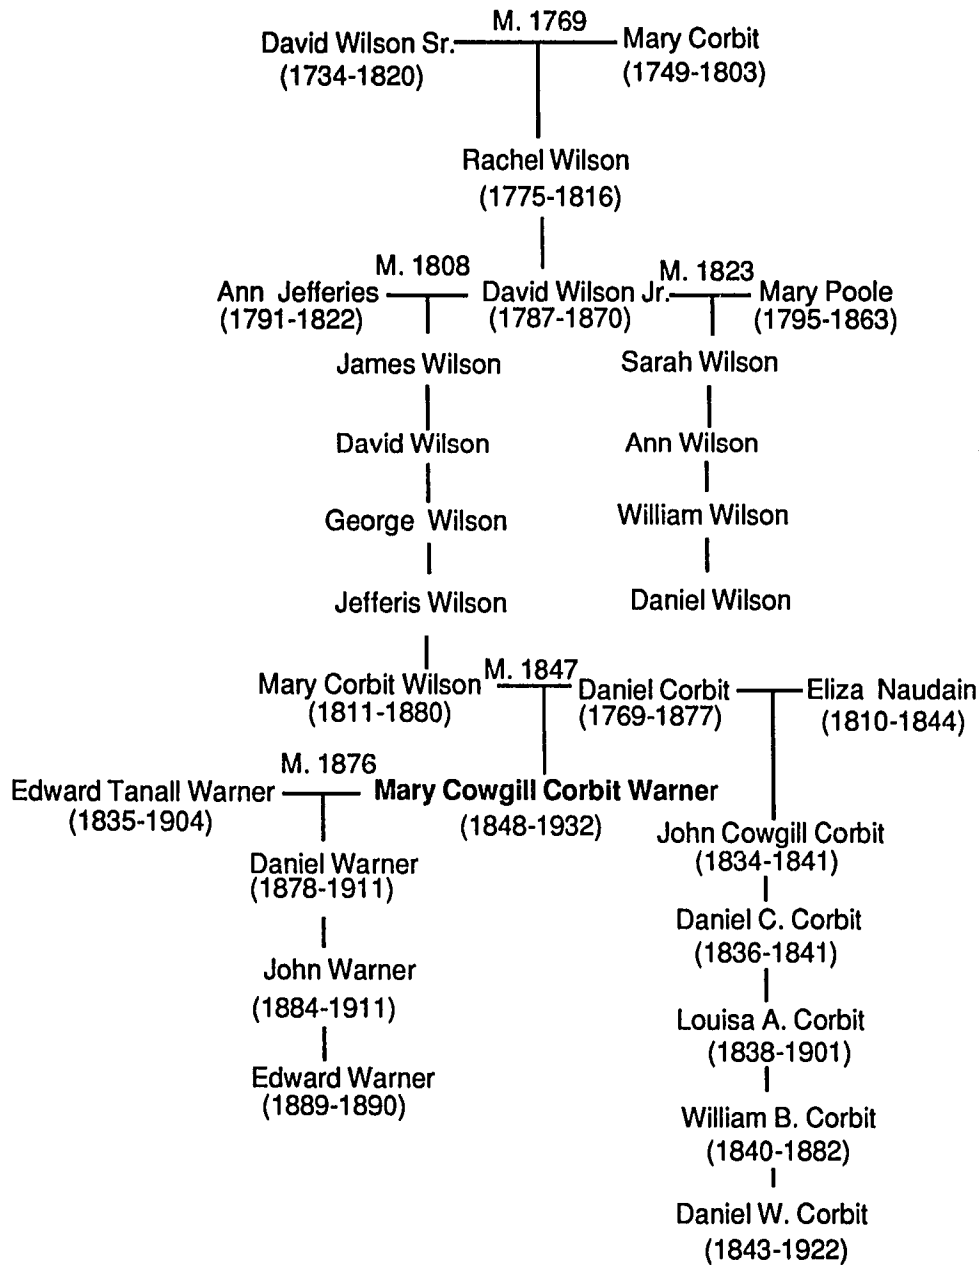 M. 1769
David Wilson Sr. Mary Corbit
(1734-1820) (1749-1803)
Rachel Wilson
(1775-1816)
M. 1808 M. 1823
Ann Jefferies David Wilson Jr. Mary Poole
(1791-1822) (1787-1870) (1795-1863)
James Wilson Sarah Wilson
David Wilson Ann Wilson
George Wilson William Wilson
Jefferis Wilson Daniel Wilson
M. 1847
Mary Corbit Wilson Daniel Corbit Eliza Naudain
(1811-1880) (1769-1877) (1810-1844)
M. 1876
Edward Tanall Warner Mary Cowgill Corbit Warner
(1835-1904) (1848-1932)
John Cowgill Corbit
(1834-1841)
Daniel Warner
(1878-1911)
Daniel C. Corbit
(1836-1841)
John Warner
(1884-1911)
Louisa A. Corbit
(1838-1901)
Edward Warner
(1889-1890)
William B. Corbit
(1840-1882)
Daniel W. Corbit
(1843-1922)